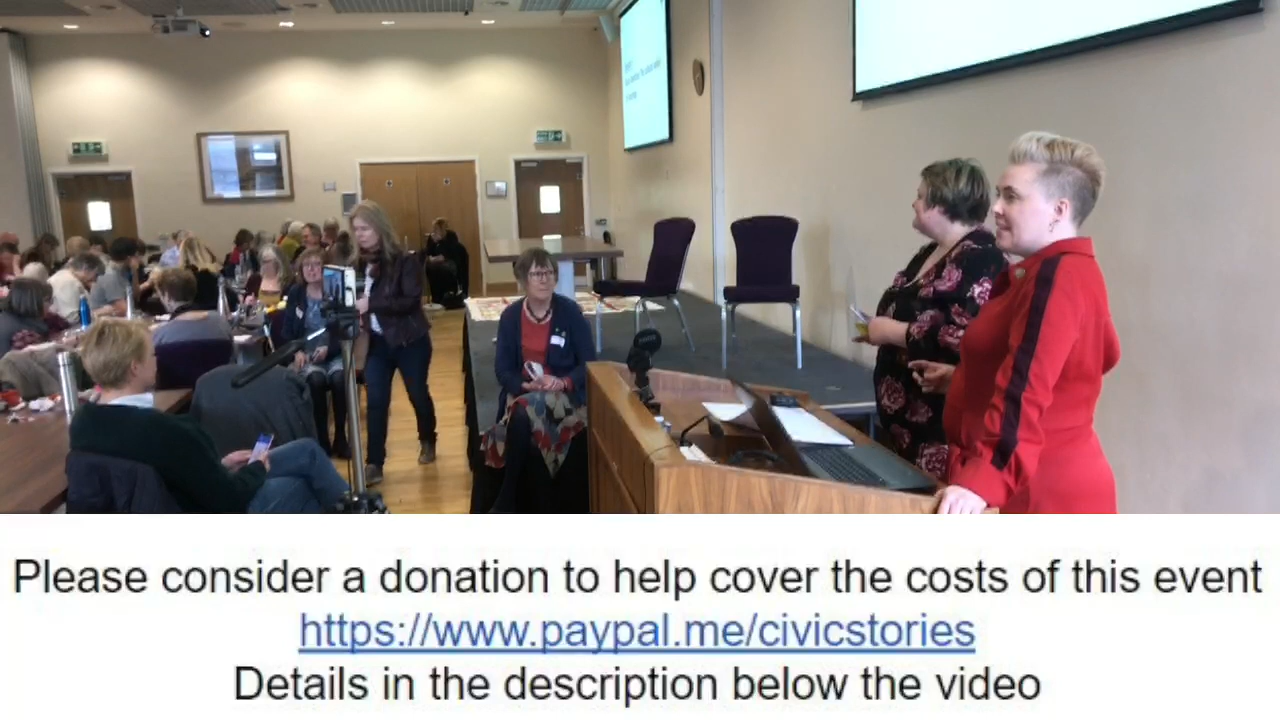 Please consider a donation to help cover the costs of this event
https://www.paypal.me/civicstories
Details in the description below the video